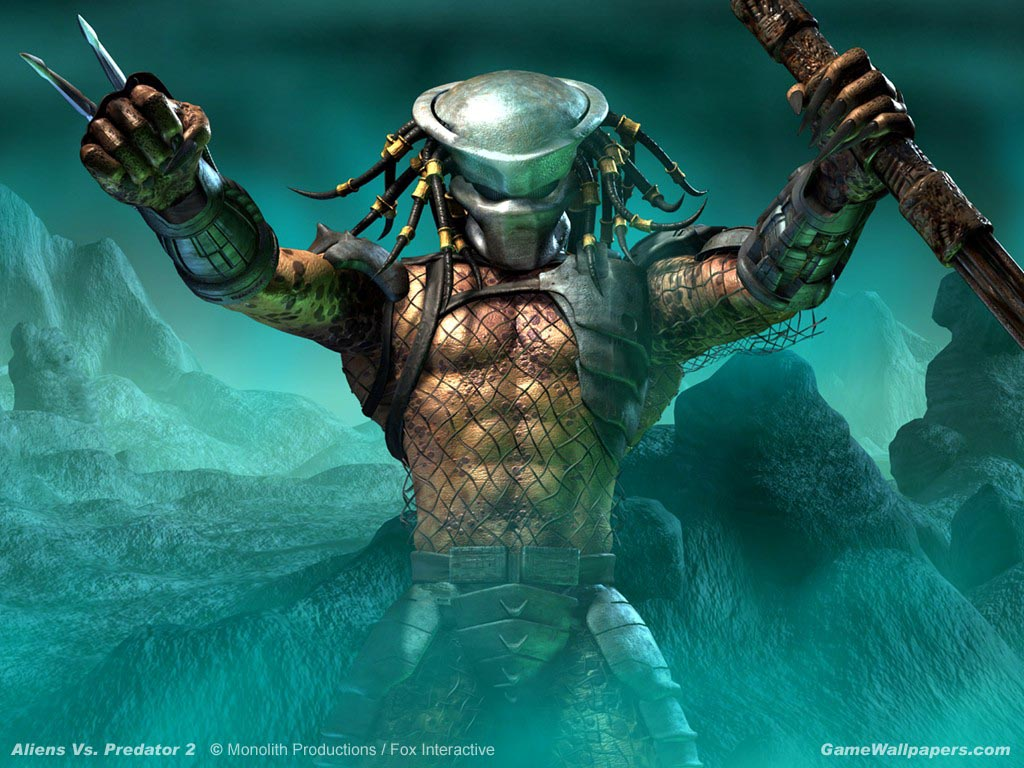 Aliens Vs. Predator 2 © Monolith Productions / Fox Interactive
GameWallpapers.com